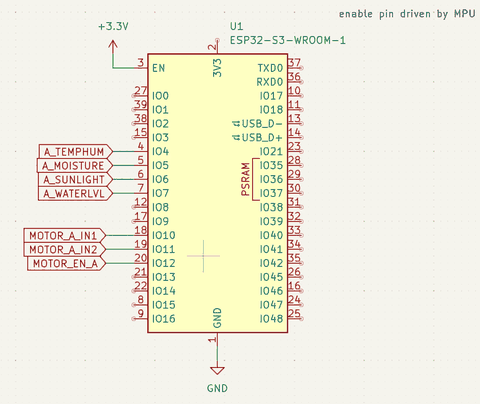 enable pin driven by MPU
+3.3V
U1
ESP32-S3-WROOM-1
2
3V3
3 EN TXD0 37
RXD0 36
27 IO0 IO17 10
39 IO1 IO18 11
38 IO2 USB_D- 13
15 IO3 USB_D+ 14
A_TEMPHUM 4 IO4 IO21 23
A_MOISTURE 5 IO5 IO35 28
A_SUNLIGHT 6 IO6 IO36 29
A_WATERLVL 7 IO7 IO37 30
PSRAM
12 IO8 IO38 31
17 IO9 IO39 32
MOTOR_A_IN1 18 IO10 IO40 33
MOTOR_A_IN2 19 IO11 IO41 34
MOTOR_EN_A 20 IO12 IO42 35
21 IO13 IO45 26
22 IO14 IO46 16
8 IO15 IO47 24
9 IO16 IO48 25
GND
1
GND